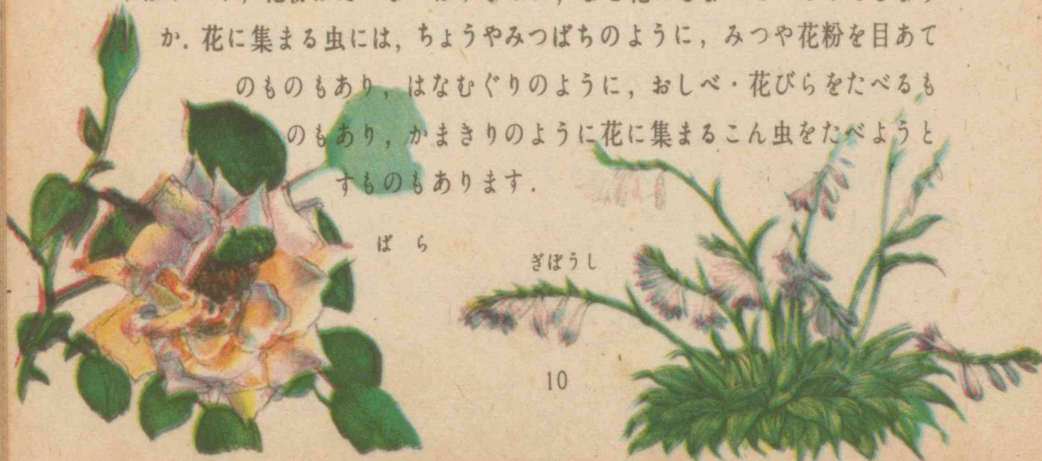 か. 花に集まる虫には, ちょうやみつばちのように, みつや花粉を目あて
のものもあり, はなむぐりのように, おしべ・花びらをたべるも
のもあり, かまきりのように花に集まるこん虫をたべようと
すものもあります.
ばら
ぎぼうし
10